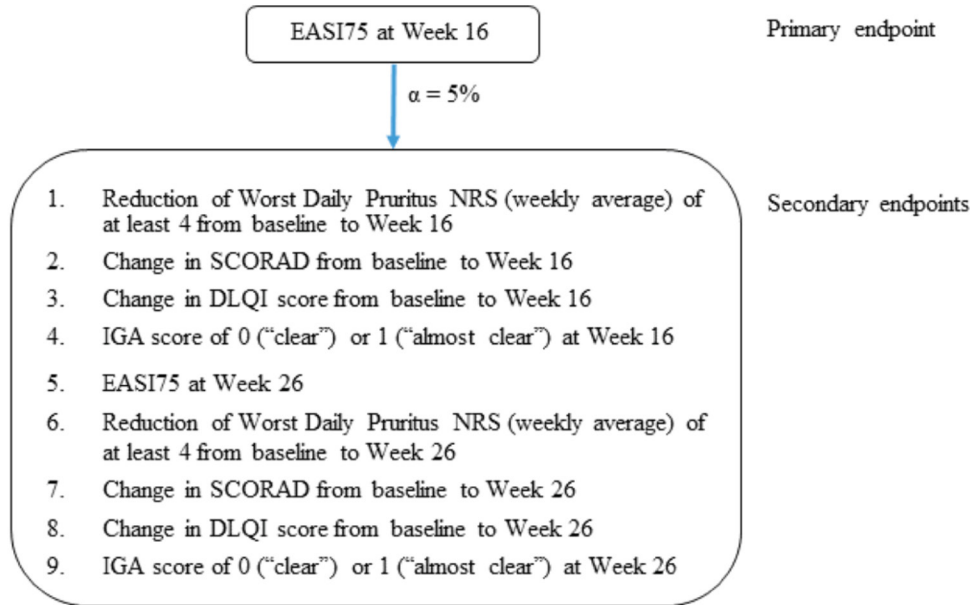 EASI75 at Week 16
Primary endpoint
α = 5%
Secondary endpoints
1. Reduction of Worst Daily Pruritus NRS (weekly average) of
at least 4 from baseline to Week 16
2. Change in SCORAD from baseline to Week 16
3. Change in DLQI score from baseline to Week 16
4. IGA score of 0 (“clear”) or 1 (“almost clear”) at Week 16
5. EASI75 at Week 26
6. Reduction of Worst Daily Pruritus NRS (weekly average) of
at least 4 from baseline to Week 26
7. Change in SCORAD from baseline to Week 26
8. Change in DLQI score from baseline to Week 26
9. IGA score of 0 (“clear”) or 1 (“almost clear”) at Week 26